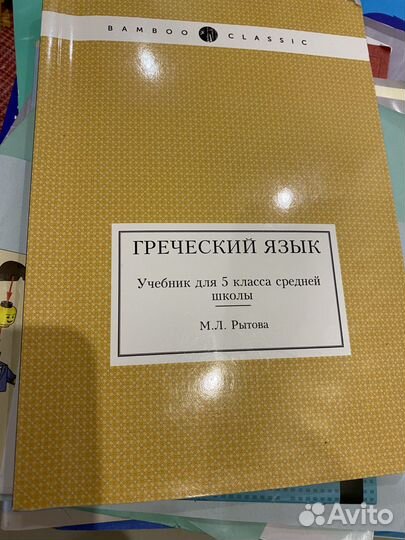 BAMBOO CLASSIC
ГРЕЧЕСКИЙ ЯЗЫК
Учебник для 5 класса средней
школы
М.Л. Рытова
Avito